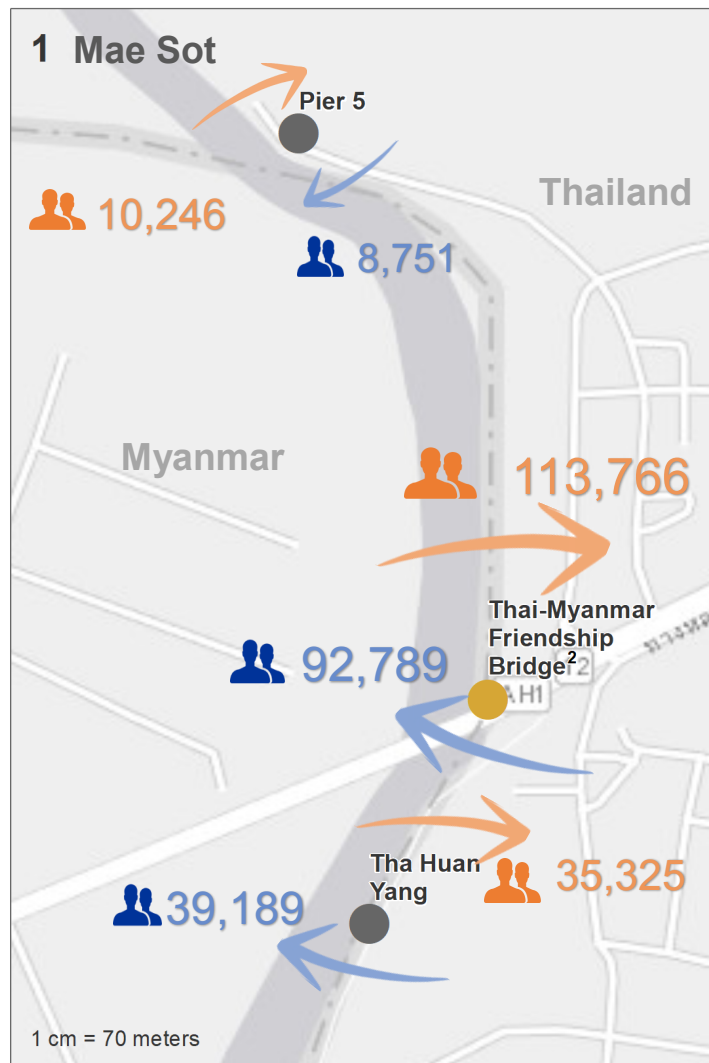 1 Mae Sot
Pier 5
Thailand
10,246
8,751
Myanmar
113,766
Thai-Myanmar
Friendship
Bridge²
92,789
12
AH1
Tha Huan
Yang
35,325
39,189
1 cm = 70 meters